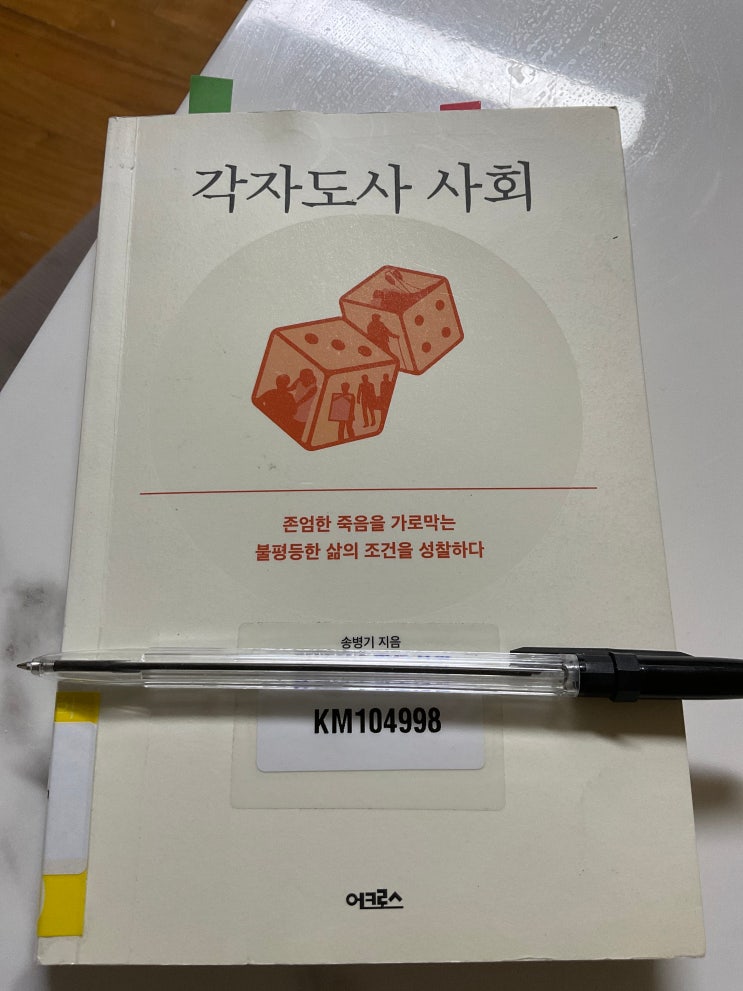 각자도사 사회
존엄한 죽음을 가로막는
불평등한 삶의 조건을 성찰하다
송병기 지음
KM104998
어크로스